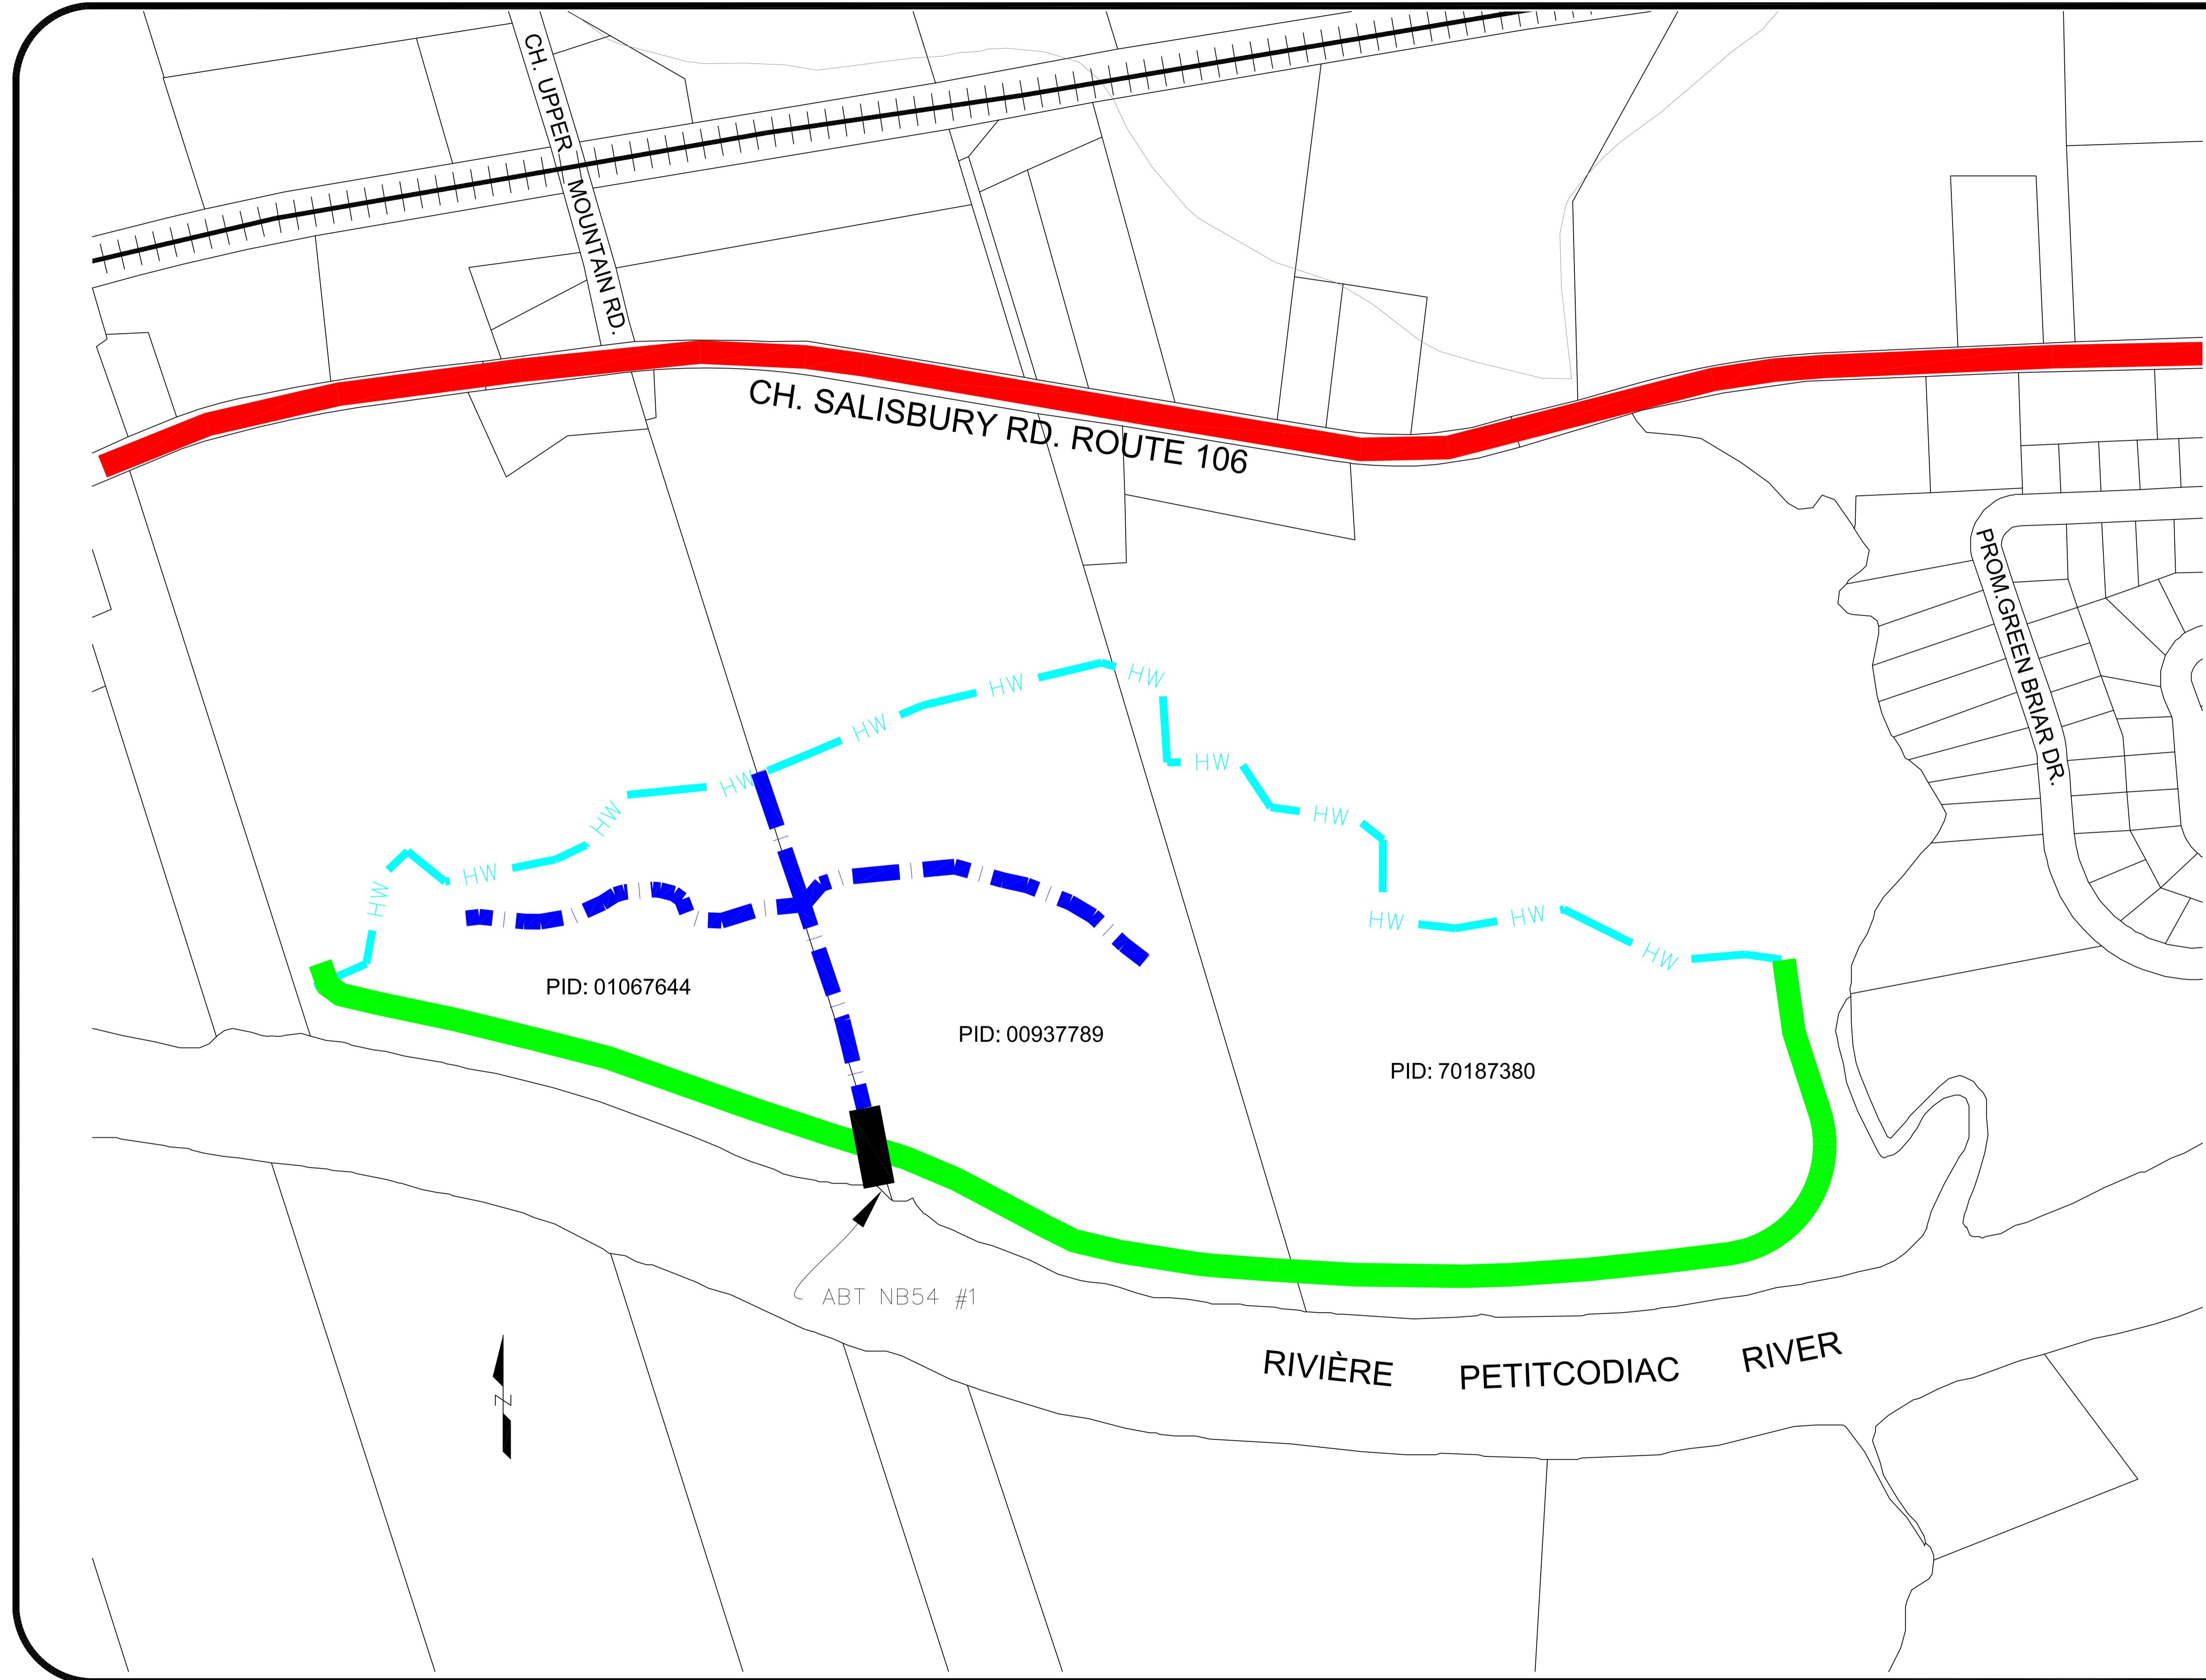 CH. UPPER MOUNTAIN RD.
CH. SALISBURY RD. ROUTE 106
PROM.GREEN BRIAR DR.
HW
HW
HW
HW
HW
HW
HW
HW
HW
HW
HW
HW
HW
PID: 01067644
PID: 00937789
PID: 70187380
ABT NB54 #1
RIVIÈRE PETITCODIAC RIVER
N